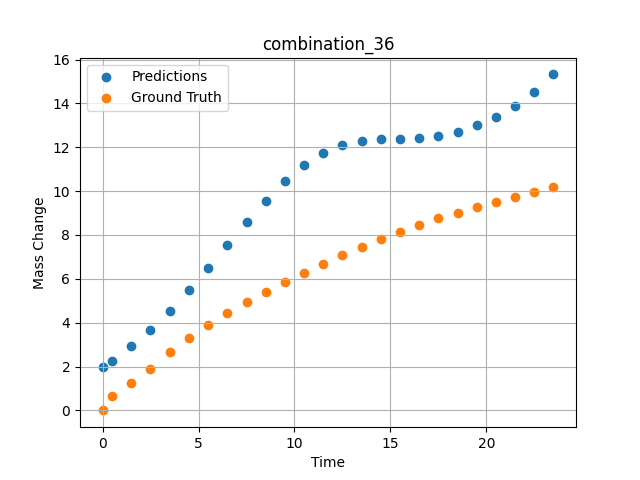 combination_36
Predictions
Ground Truth
Mass Change
16
14
12
10
8
6
4
2
0
0 5 10 15 20
Time